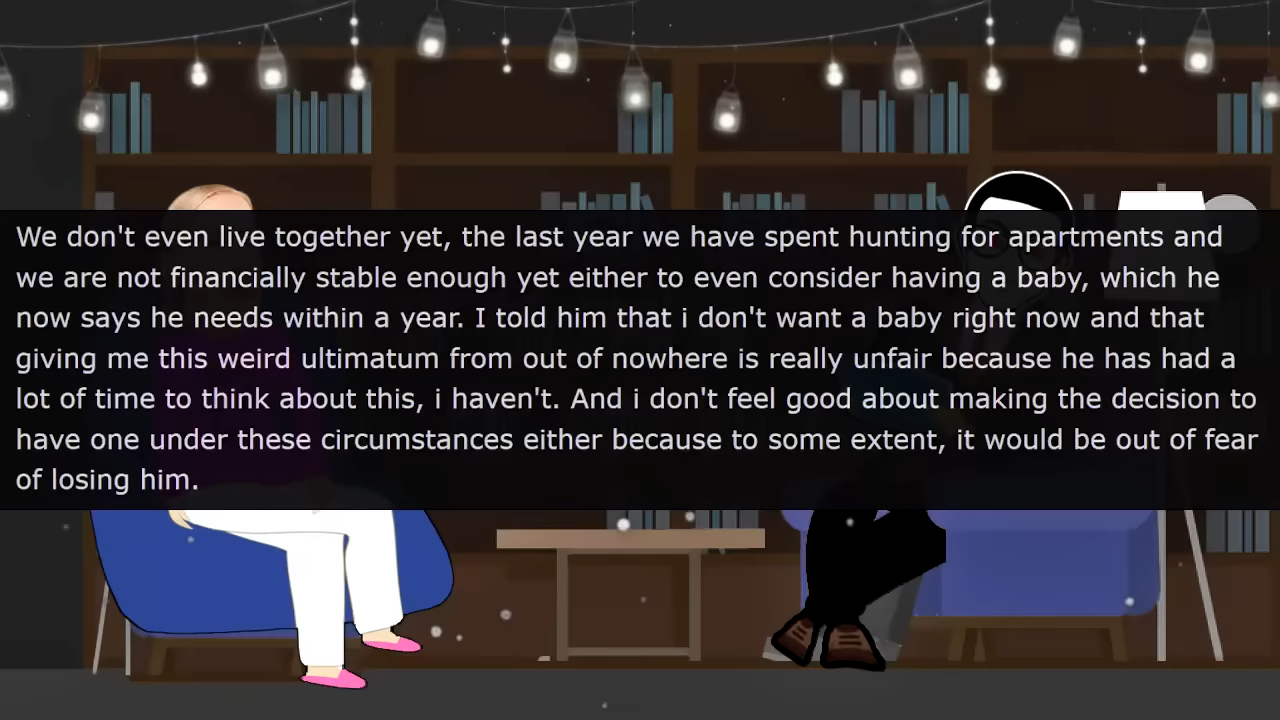 We don't even live together yet, the last year we have spent hunting for apartments and
we are not financially stable enough yet either to even consider having a baby, which he
now says he needs within a year. I told him that i don't want a baby right now and that
giving me this weird ultimatum from out of nowhere is really unfair because he has had a
lot of time to think about this, i haven't. And i don't feel good about making the decision to
have one under these circumstances either because to some extent, it would be out of fear
of losing him.